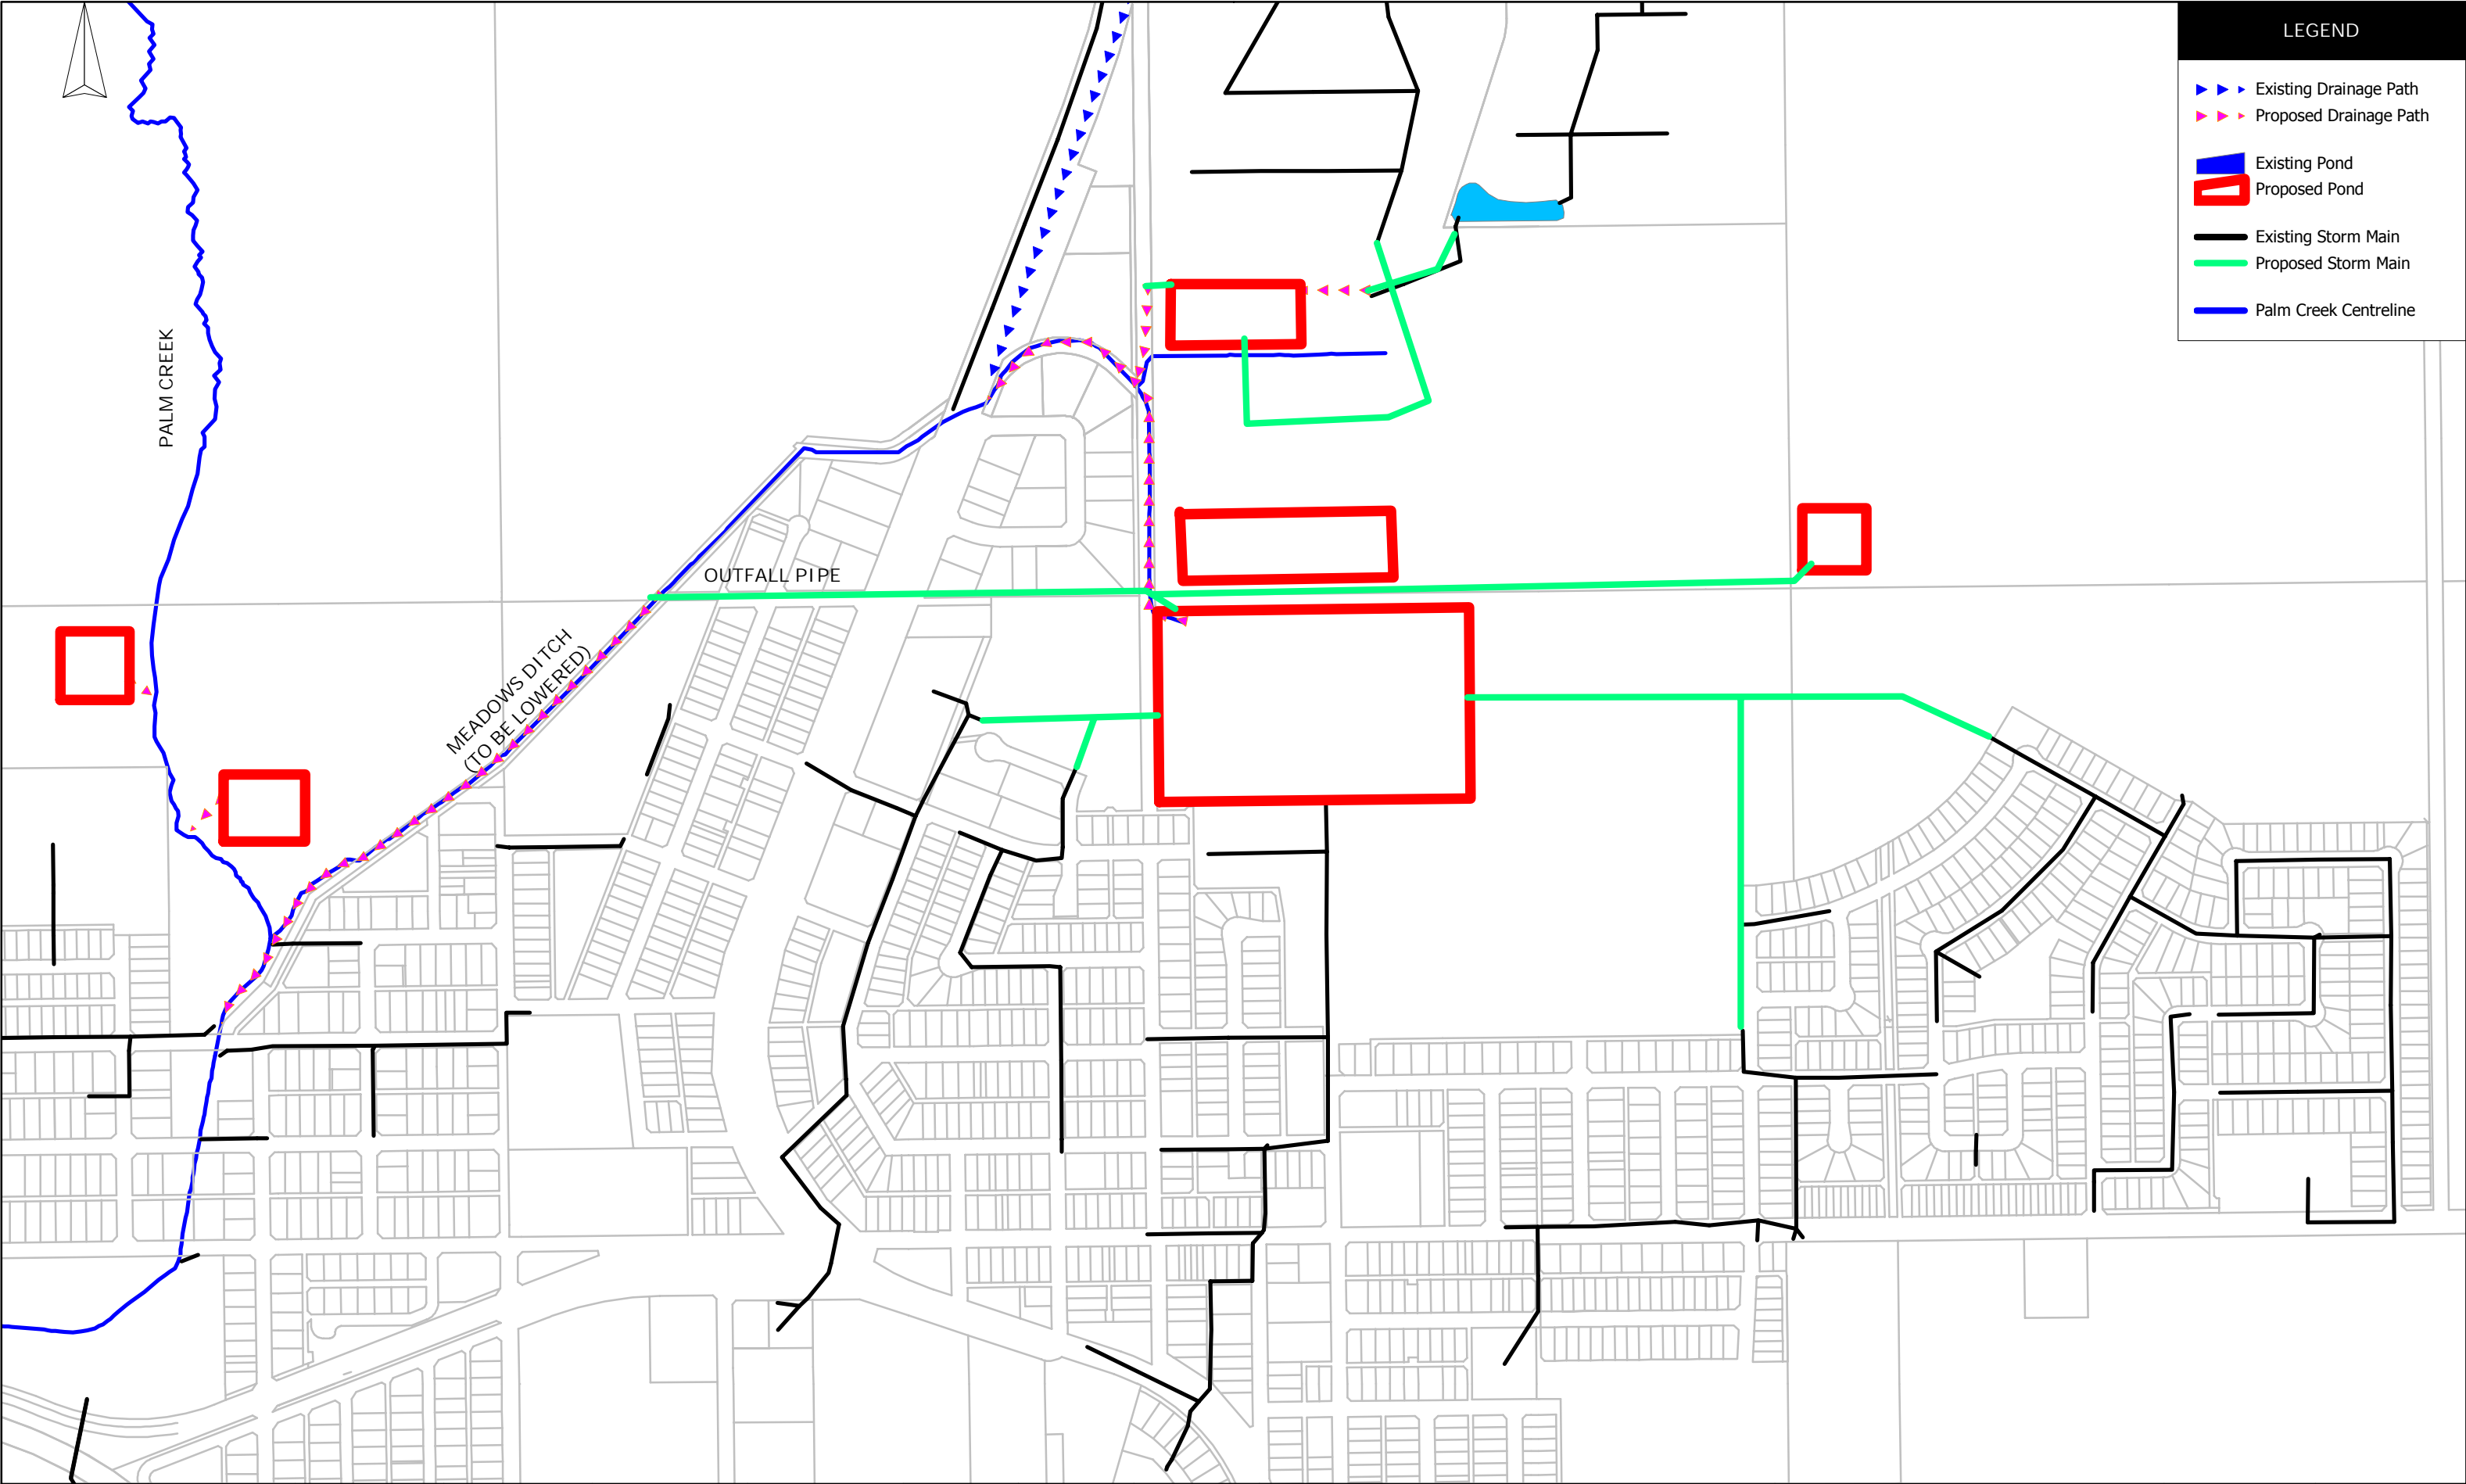 LEGEND
Existing Drainage Path
Proposed Drainage Path
Existing Pond
Proposed Pond
Existing Storm Main
Proposed Storm Main
Palm Creek Centreline
PALM CREEK
OUTFALL PIPE
MEADOWS DITCH
(TO BE LOWERED)